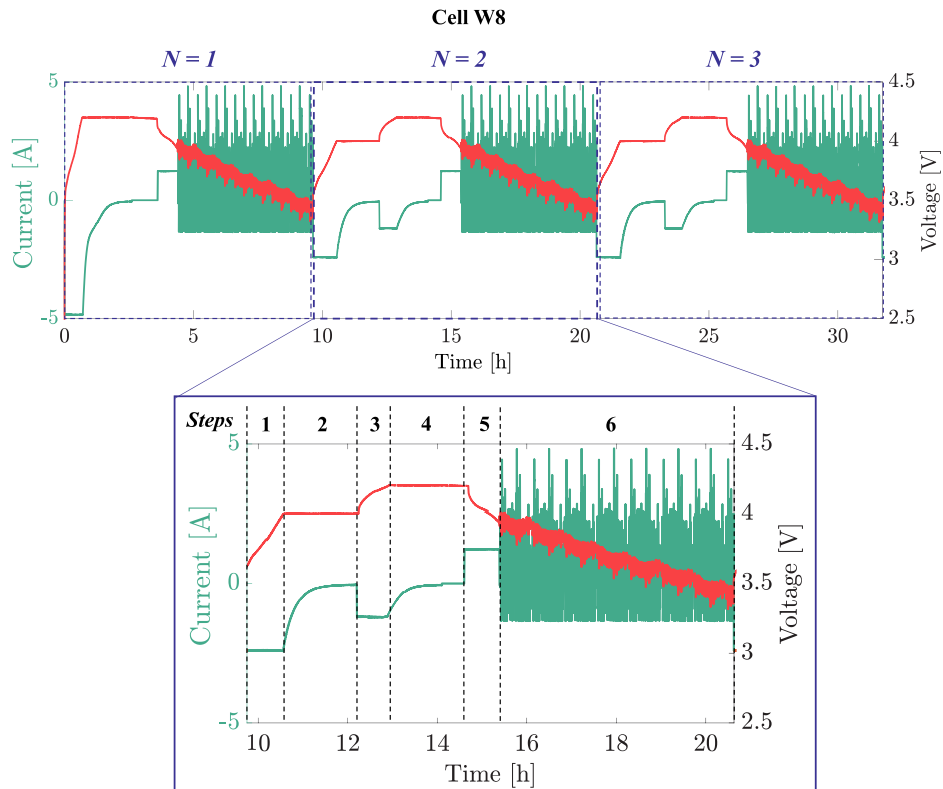 Cell W8
N = 1 N = 2 N = 3
5 4.5
4
0 3.5
3
-5 2.5
Current [A]
Voltage [V]
0 5 10 15 20 25 30
Time [h]
Steps 1 2 3 4 5 6
5 4.5
4
0 3.5
3
-5 2.5
Current [A]
Voltage [V]
10 12 14 16 18 20
Time [h]